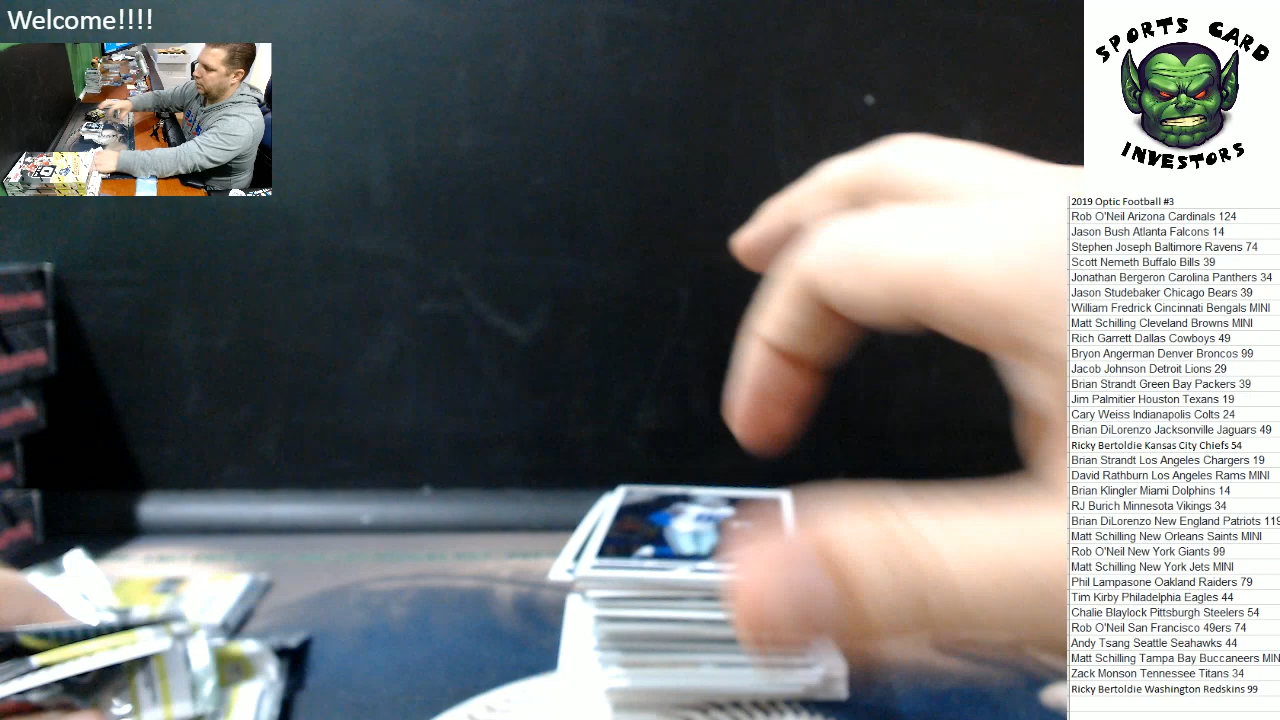 Welcome!!!!
SPORTS CARD
INVESTORS
2019 Optic Football #3
Rob O'Neil Arizona Cardinals 124
Jason Bush Atlanta Falcons 14
Stephen Joseph Baltimore Ravens 74
Scott Nemeth Buffalo Bills 39
Jonathan Bergeron Carolina Panthers 34
Jason Studebaker Chicago Bears 39
William Fredrick Cincinnati Bengals MINI
Matt Schilling Cleveland Browns MINI
Rich Garrett Dallas Cowboys 49
Bryon Angerman Denver Broncos 99
Jacob Johnson Detroit Lions 29
Brian Strandt Green Bay Packers 39
Jim Palmitier Houston Texans 19
Cary Weiss Indianapolis Colts 24
Brian DiLorenzo Jacksonville Jaguars 49
Ricky Bertoldie Kansas City Chiefs 54
Brian Strandt Los Angeles Chargers 19
David Rathburn Los Angeles Rams MINI
Brian Klingler Miami Dolphins 14
RJ Burich Minnesota Vikings 34
Brian DiLorenzo New England Patriots 119
Matt Schilling New Orleans Saints MINI
Rob O'Neil New York Giants 99
Matt Schilling New York Jets MINI
Phil Lampasone Oakland Raiders 79
Tim Kirby Philadelphia Eagles 44
Chalie Blaylock Pittsburgh Steelers 54
Rob O'Neil San Francisco 49ers 74
Andy Tsang Seattle Seahawks 44
Matt Schilling Tampa Bay Buccaneers MIN
Zack Monson Tennessee Titans 34
Ricky Bertoldie Washington Redskins 99